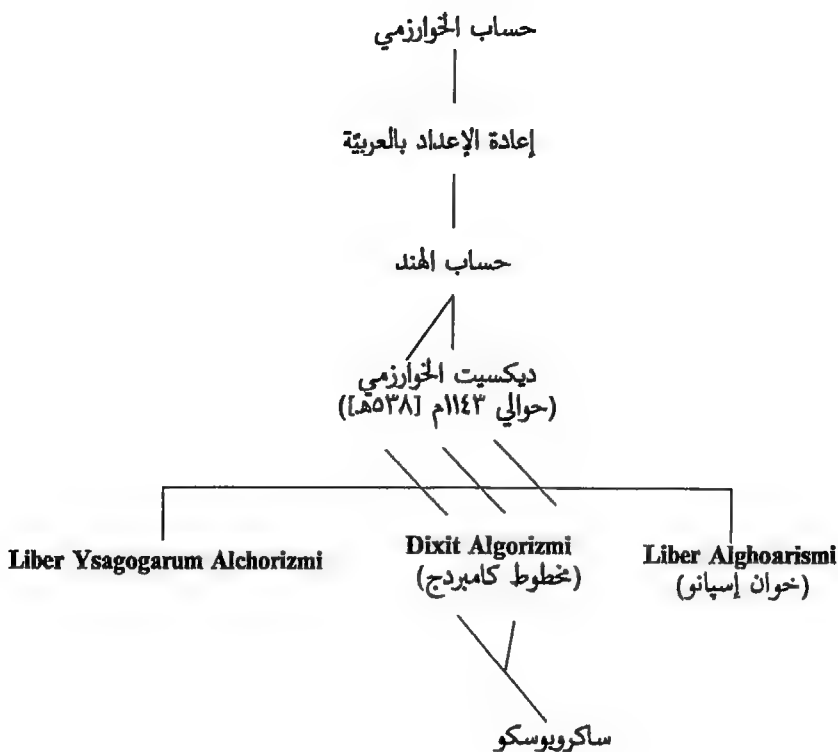 حساب الخوارزمي
إعادة الإعداد بالعربيّة
حساب الهند
ديكسيت الخوارزمي
(حوالي ١١٤٣م [٥٣٨هـ])
Liber Ysagogarum Alchorizmi
Dixit Algorizmi
(مخطوط كامبردج)
Liber Alghoarismi
(خوان إسپانو)
ساكروبوسكو